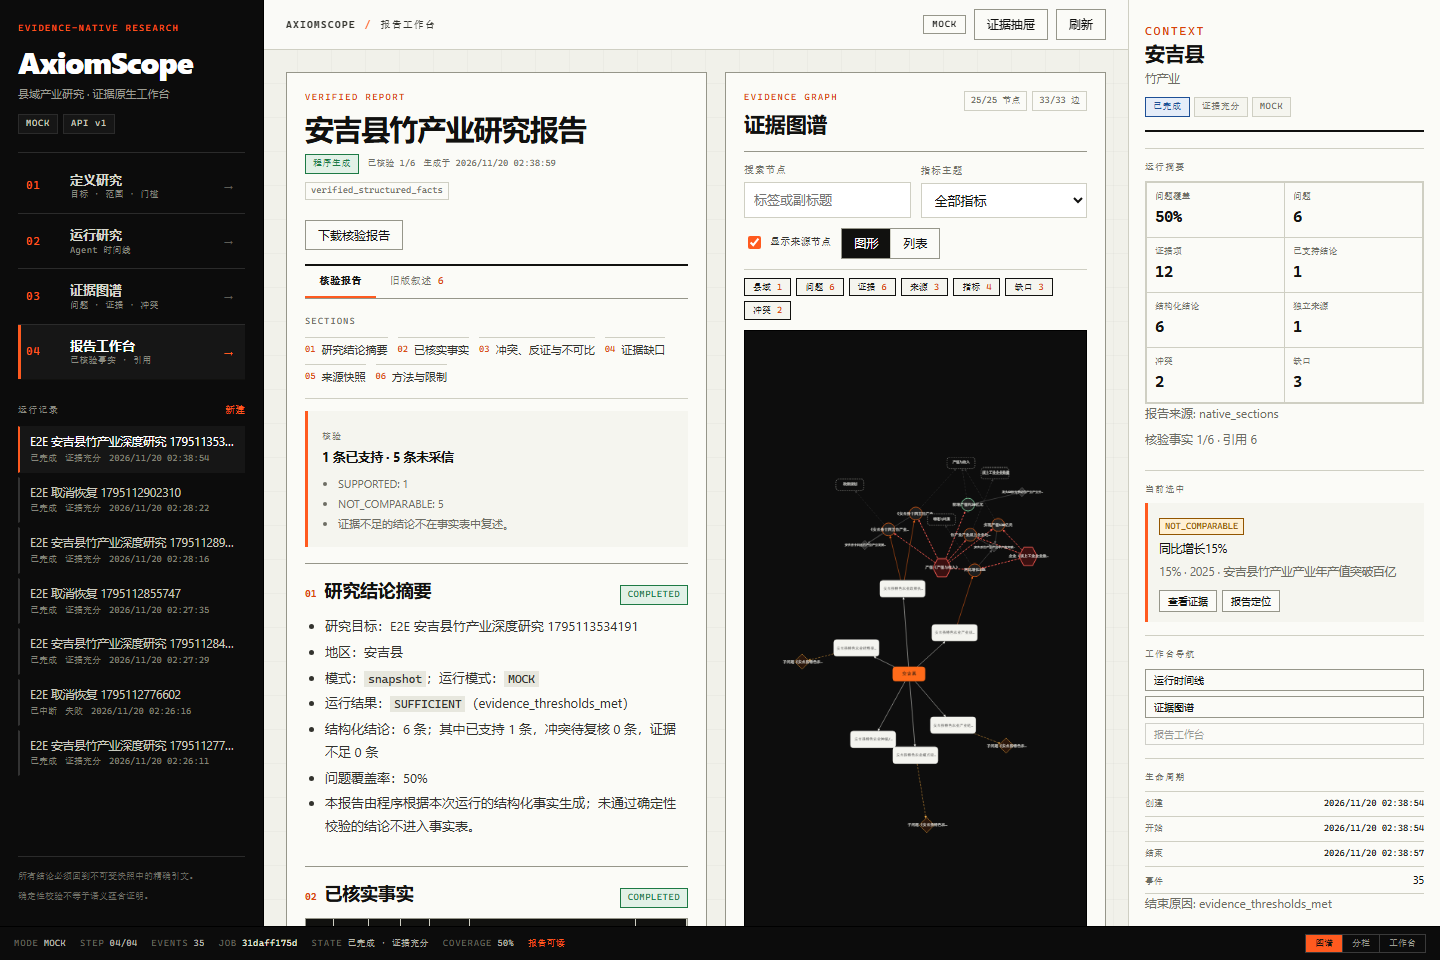 EVIDENCE-NATIVE RESEARCH
AxiomScope
县域产业研究 · 证据原生工作台
MOCK
API v1
01 定义研究 →
目标 · 范围 · 门槛
02 运行研究 →
Agent 时间线
03 证据图谱 →
问题 · 证据 · 冲突
04 报告工作台 →
已核验事实 · 引用
运行记录 新建
E2E 安吉县竹产业深度研究 179511353...
已完成 证据充分 2026/11/20 02:38:54
E2E 取消恢复 1795112902310
已完成 证据充分 2026/11/20 02:28:22
E2E 安吉县竹产业深度研究 179511289...
已完成 证据充分 2026/11/20 02:28:16
E2E 取消恢复 1795112855747
已完成 证据充分 2026/11/20 02:27:35
E2E 安吉县竹产业深度研究 179511284...
已完成 证据充分 2026/11/20 02:27:29
E2E 取消恢复 1795112776602
已中断 失败 2026/11/20 02:26:16
E2E 安吉县竹产业深度研究 179511277...
已完成 证据充分 2026/11/20 02:26:11
所有结论必须回到不可变快照中的精确引文。
确定性校验不等于语义蕴含证明。
AXIOMSCOPE / 报告工作台
MOCK
证据抽屉
刷新
VERIFIED REPORT
安吉县竹产业研究报告
程序生成 已核验 1/6 生成于 2026/11/20 02:38:59
verified_structured_facts
下载核验报告
核验报告 旧版叙述 6
SECTIONS
01 研究结论摘要 02 已核实事实 03 冲突、反证与不可比 04 证据缺口
05 来源快照 06 方法与限制
核验
1 条已支持 · 5 条未采信
SUPPORTED: 1
NOT_COMPARABLE: 5
证据不足的结论不在事实表中复述。
01 研究结论摘要 COMPLETED
研究目标：E2E 安吉县竹产业深度研究 1795113534191
地区：安吉县
模式：snapshot；运行模式：MOCK
运行结果：SUFFICIENT（evidence_thresholds_met）
结构化结论：6 条；其中已支持 1 条，冲突待复核 0 条，证据
不足 0 条
问题覆盖率：50%
本报告由程序根据本次运行的结构化事实生成；未通过确定性
校验的结论不进入事实表。
02 已核实事实 COMPLETED
EVIDENCE GRAPH
25/25 节点
33/33 边
证据图谱
搜索节点
指标主题
标签或副标题
全部指标
显示来源节点
图形
列表
县域 1
问题 6
证据 6
来源 3
指标 4
缺口 3
冲突 2
安吉县
CONTEXT
安吉县
竹产业
已完成
证据充分
MOCK
运行摘要
问题覆盖
50%
问题
6
证据项
12
已支持结论
1
结构化结论
6
独立来源
1
冲突
2
缺口
3
报告来源: native_sections
核验事实 1/6 · 引用 6
当前选中
NOT_COMPARABLE
同比增长15%
15% · 2025 · 安吉县竹产业产业年产值突破百亿
查看证据
报告定位
工作台导航
运行时间线
证据图谱
报告工作台
生命周期
创建 2026/11/20 02:38:54
开始 2026/11/20 02:38:54
结束 2026/11/20 02:38:57
事件 35
结束原因: evidence_thresholds_met
MODE MOCK STEP 04/04 EVENTS 35 JOB 31daff175d STATE 已完成 · 证据充分 COVERAGE 50% 报告可读
图谱
分栏
工作台